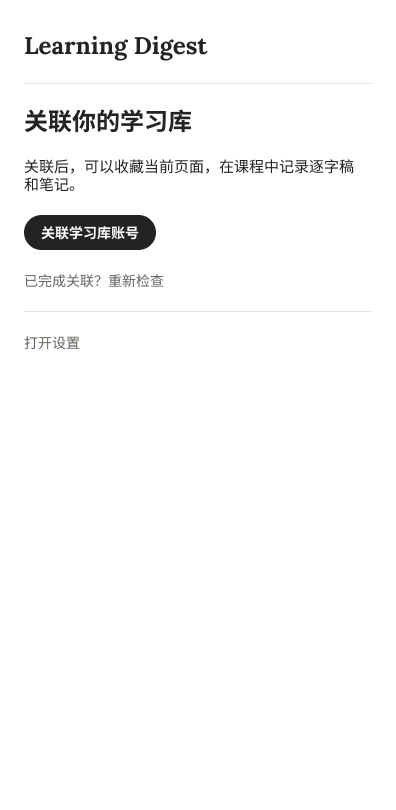 Learning Digest
关联你的学习库
关联后，可以收藏当前页面，在课程中记录逐字稿
和笔记。
关联学习库账号
已完成关联？重新检查
打开设置